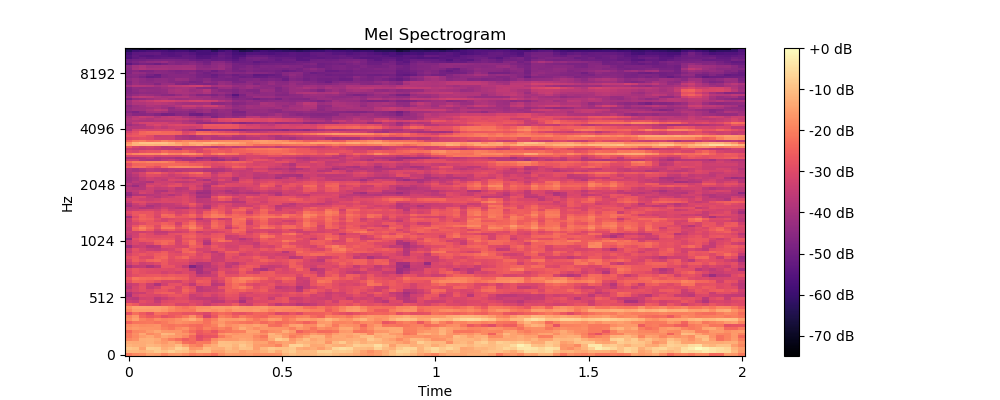 Mel Spectrogram
+0 dB
8192
-10 dB
4096
-20 dB
-30 dB
2048
Hz
-40 dB
1024
-50 dB
512
-60 dB
-70 dB
0
0 0.5 1 1.5 2
Time